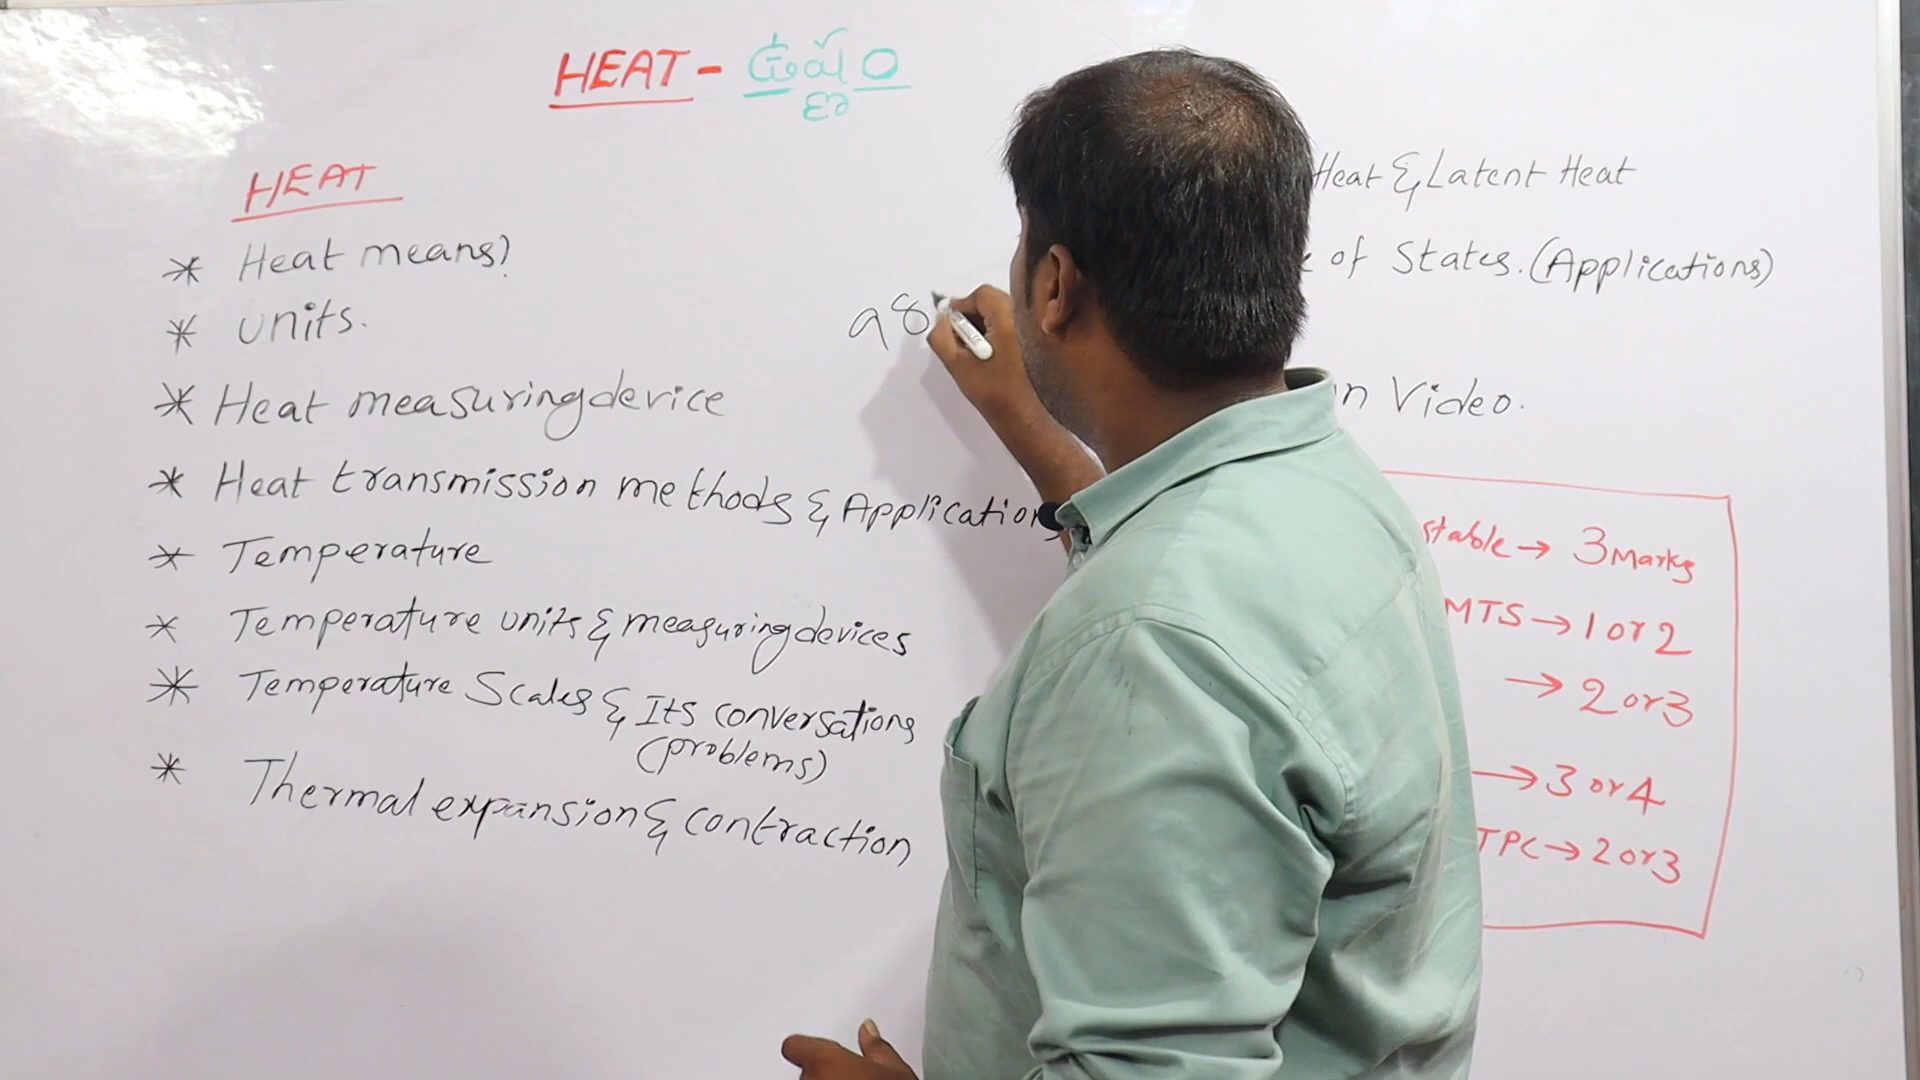 HEAT - ఉష్ణం
HEAT
* Heat means?
* Units.
* Heat measuring device
* Heat transmission methods & Application
* Temperature
* Temperature units & measuring devices
* Temperature Scales & Its conversations
(problems)
* Thermal expansion & contraction
98
Heat & Latent Heat
of States. (Applications)
Video.
stable → 3 Marks
MTS → 1 or 2
→ 2 or 3
→ 3 or 4
TPC → 2 or 3